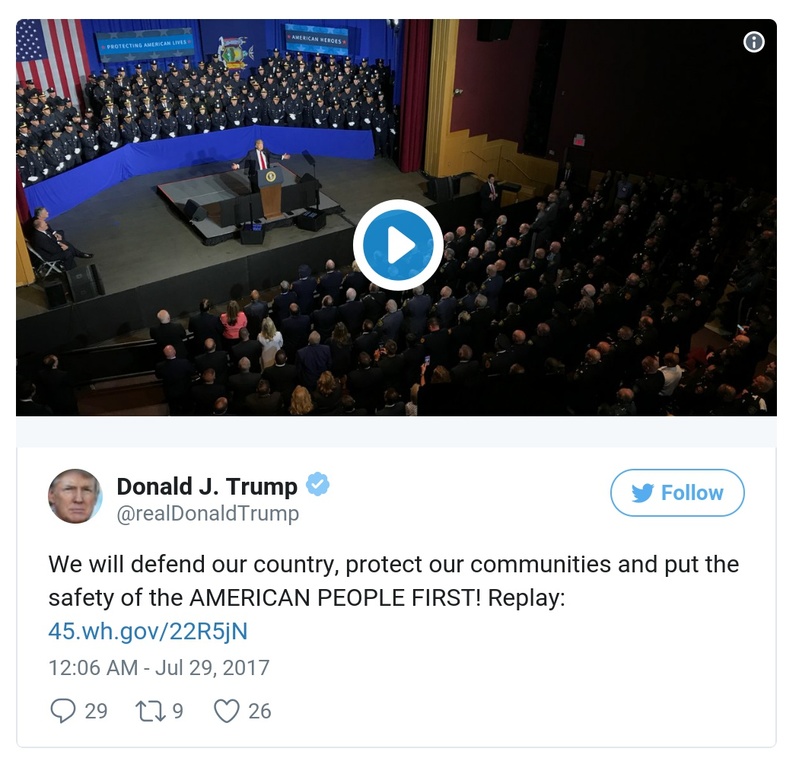 PROTECTING AMERICAN LIVES
AMERICAN HEROES
Donald J. Trump
@realDonaldTrump
Follow
We will defend our country, protect our communities and put the
safety of the AMERICAN PEOPLE FIRST! Replay:
45.wh.gov/22R5jN
12:06 AM - Jul 29, 2017
29 9 26